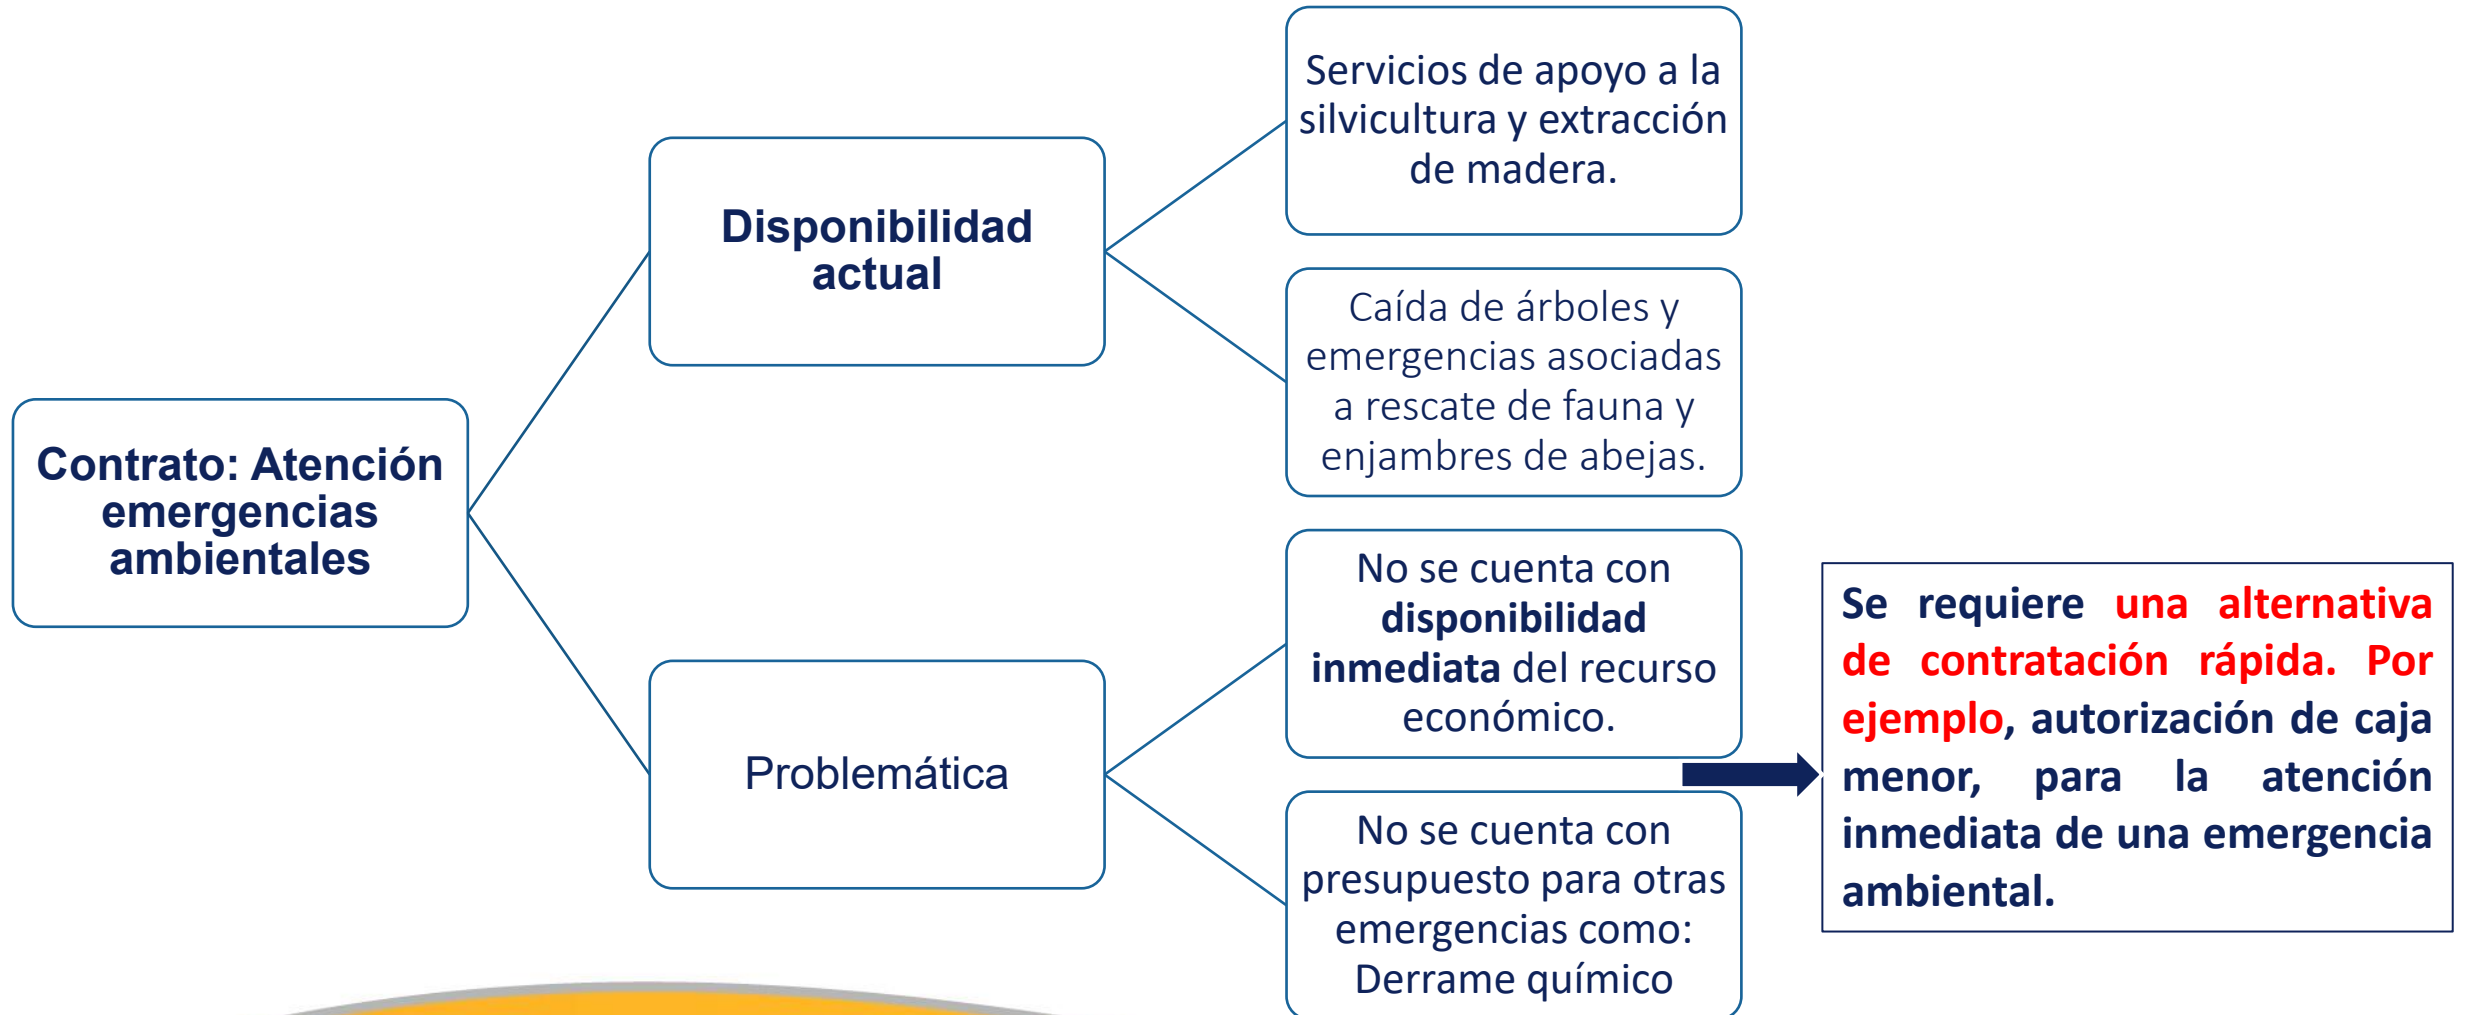 Contrato: Atención
emergencias
ambientales
Disponibilidad
actual
Servicios de apoyo a la
silvicultura y extracción
de madera.
Caída de árboles y
emergencias asociadas
a rescate de fauna y
enjambres de abejas.
Problemática
No se cuenta con
disponibilidad
inmediata del recurso
económico.
No se cuenta con
presupuesto para otras
emergencias como:
Derrame químico
Se requiere una alternativa
de contratación rápida. Por
ejemplo, autorización de caja
menor, para la atención
inmediata de una emergencia
ambiental.